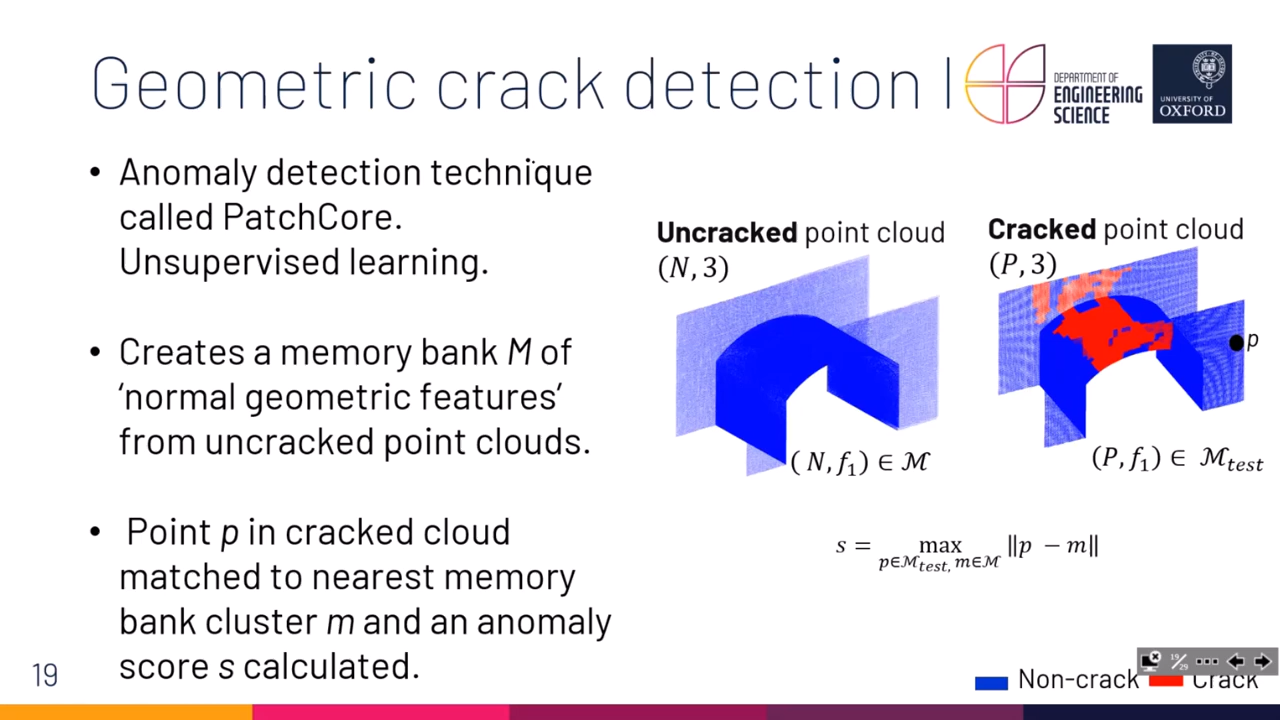 Geometric crack detection I
DEPARTMENT OF
ENGINEERING
SCIENCE
UNIVERSITY OF
OXFORD
• Anomaly detection technique
called PatchCore.
Unsupervised learning.
• Creates a memory bank M of
‘normal geometric features’
from uncracked point clouds.
• Point p in cracked cloud
matched to nearest memory
bank cluster m and an anomaly
score s calculated.
Uncracked point cloud
(N, 3)
( N, f₁) ∈ ℳ
Cracked point cloud
(P, 3)
p
(P, f₁) ∈ ℳtest
s = max ‖p − m‖
p∈ℳtest, m∈ℳ
19/29
Non-crack Crack
19